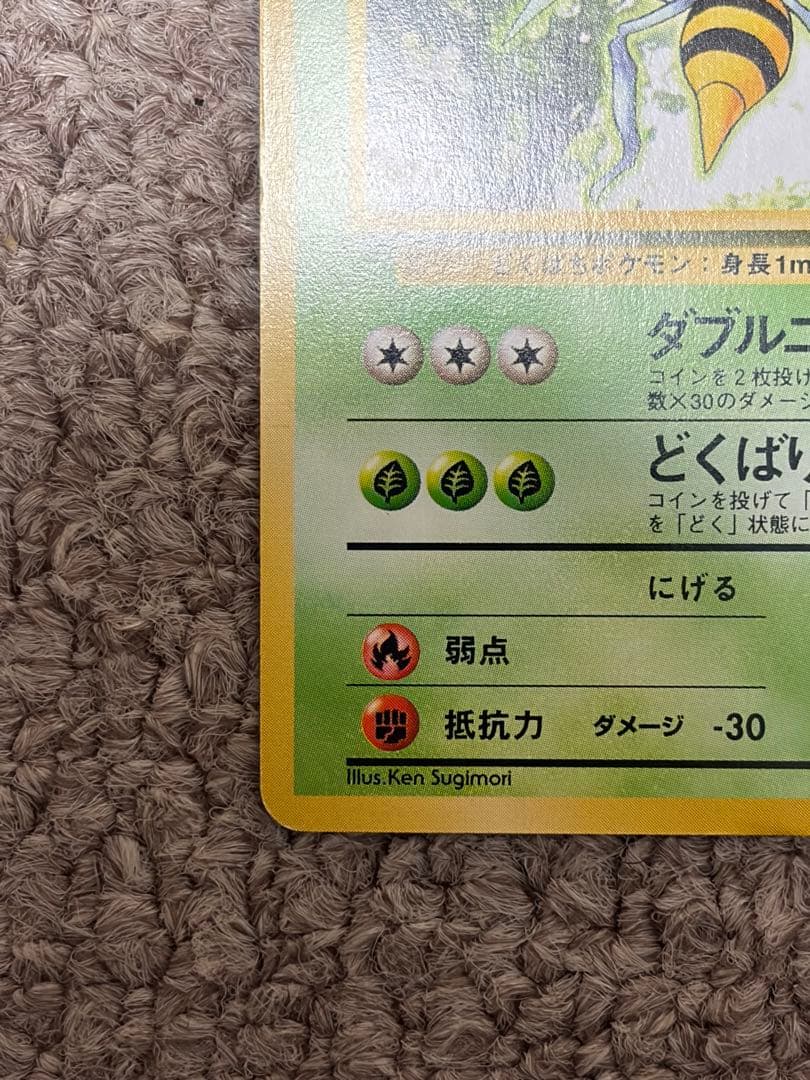 どくばちポケモン：身長1m
ダブルニ
コインを2枚投げ
数×30のダメージ
どくばり
コインを投げて「
を「どく」状態に
にげる
弱点
抵抗力 ダメージ -30
Illus.Ken Sugimori